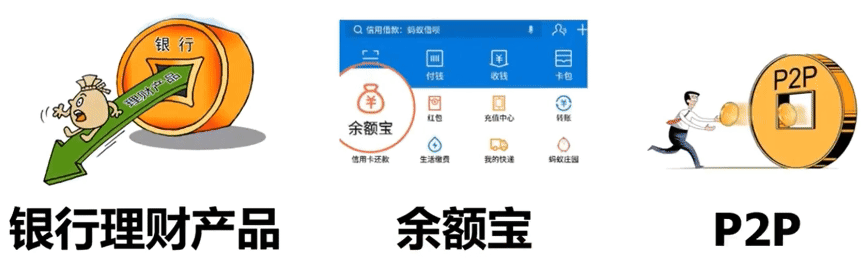 银行
理财产品
银行理财产品
信用借款：蚂蚁借呗
付钱
收钱
卡包
余额宝
红包
充值中心
转账
信用卡还款
生活缴费
我的快递
蚂蚁庄园
余额宝
P2P
P2P